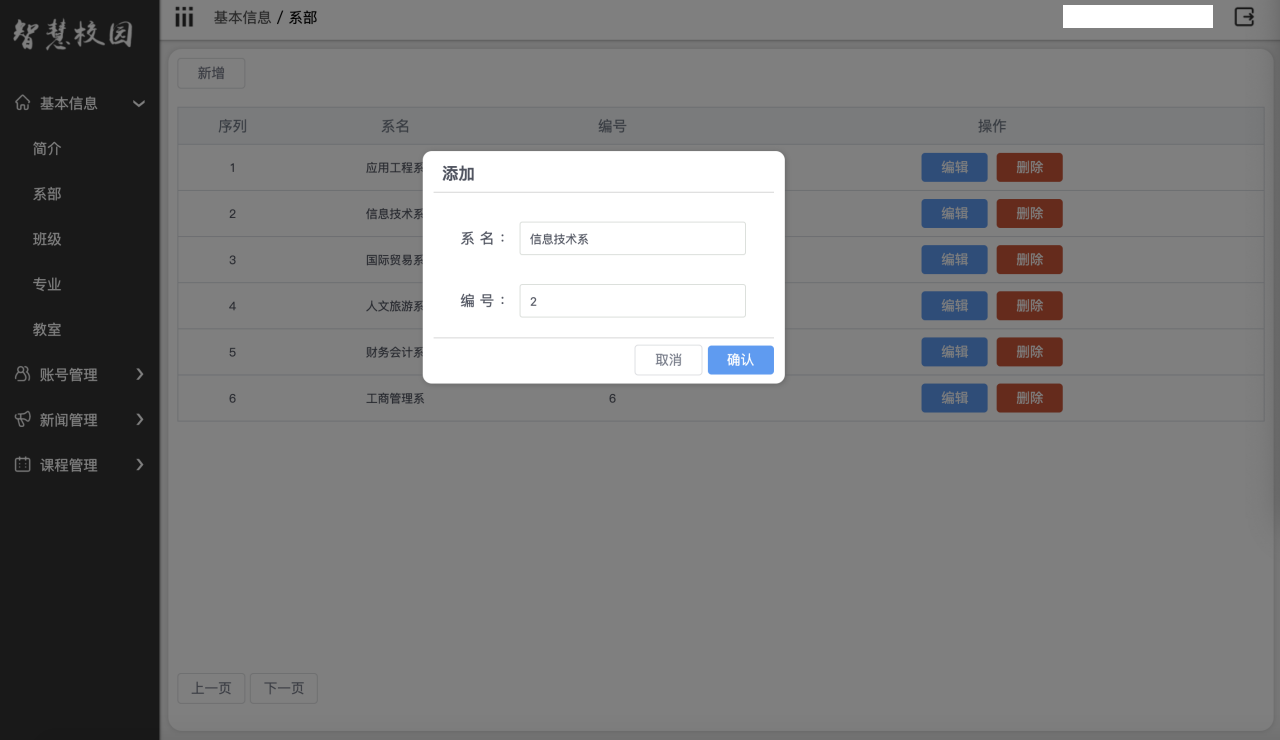 智慧校园
基本信息 / 系部
基本信息
简介
系部
班级
专业
教室
账号管理
新闻管理
课程管理
新增
序列 系名 编号 操作
1 应用工程系 编辑 删除
2 信息技术系 编辑 删除
3 国际贸易系 编辑 删除
4 人文旅游系 编辑 删除
5 财务会计系 编辑 删除
6 工商管理系 6 编辑 删除
添加
系 名： 信息技术系
编 号： 2
取消 确认
上一页 下一页